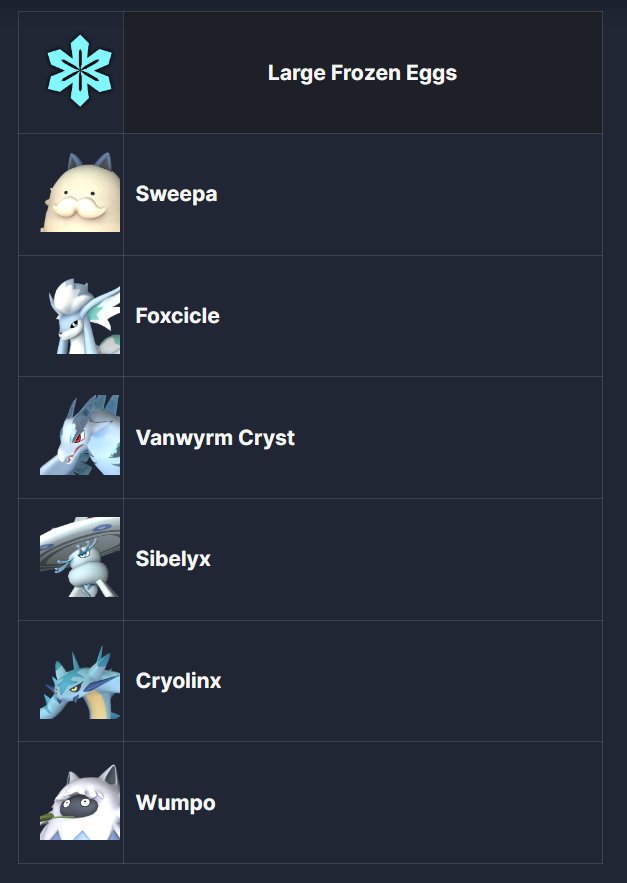 Large Frozen Eggs
Sweepa
Foxcicle
Vanwyrm Cryst
Sibelyx
Cryolinx
Wumpo